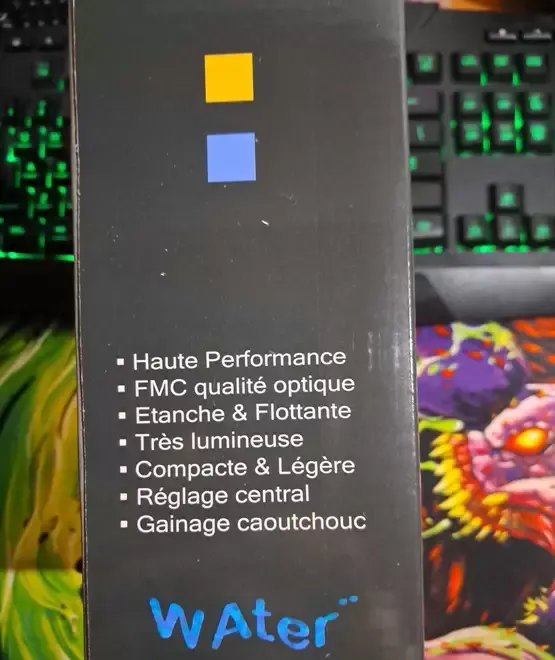 ▪ Haute Performance
▪ FMC qualité optique
▪ Etanche & Flottante
▪ Très lumineuse
▪ Compacte & Légère
▪ Réglage central
▪ Gainage caoutchouc
WAter